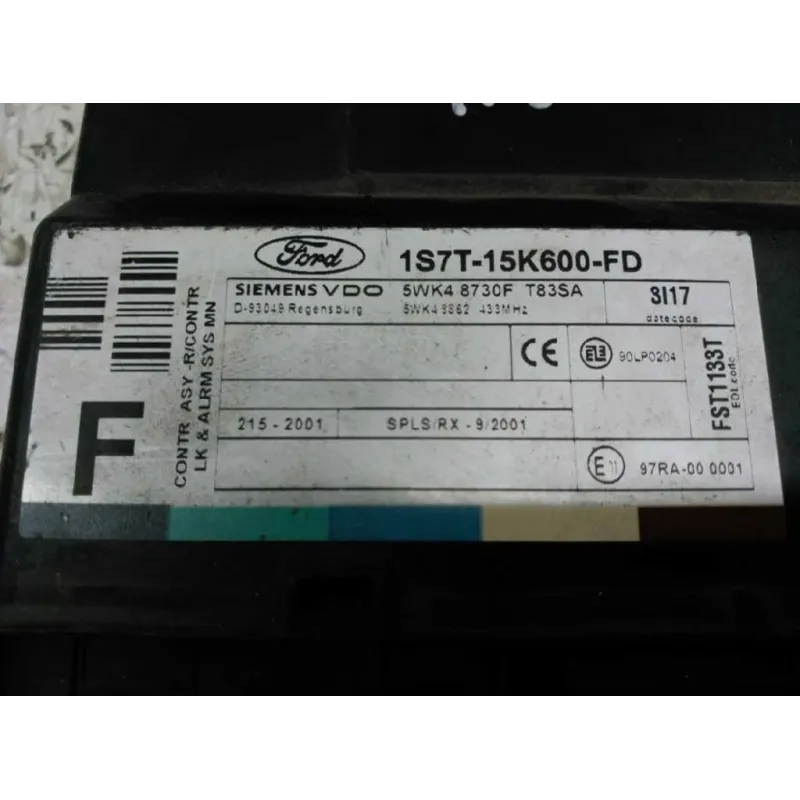 Ford
1S7T-15K600-FD
SIEMENS VDO 5WK4 8730F T83SA
D-93049 Regensburg 5WK4 8862 433MHz
3I17
datecode
CE
90LP0204
215 - 2001 SPLS/RX - 9/2001
E11 97RA-00 0001
FST1133T
EOL code
CONTR ASY -R/CONTR
LK & ALRM SYS MN
F